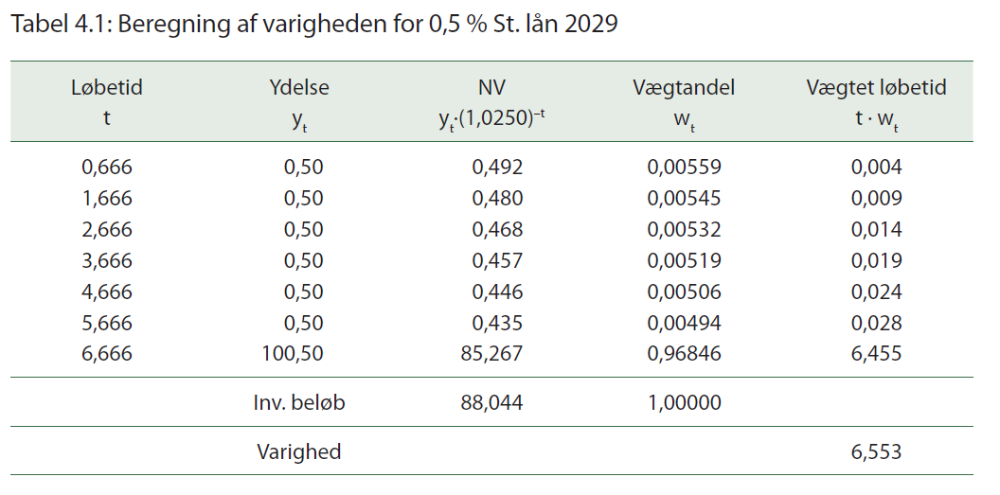 Tabel 4.1: Beregning af varigheden for 0,5 % St. lån 2029
Løbetid Ydelse NV Vægtandel Vægtet løbetid
t yt yt·(1,0250)–t wt t · wt
0,666 0,50 0,492 0,00559 0,004
1,666 0,50 0,480 0,00545 0,009
2,666 0,50 0,468 0,00532 0,014
3,666 0,50 0,457 0,00519 0,019
4,666 0,50 0,446 0,00506 0,024
5,666 0,50 0,435 0,00494 0,028
6,666 100,50 85,267 0,96846 6,455
Inv. beløb 88,044 1,00000
Varighed 6,553